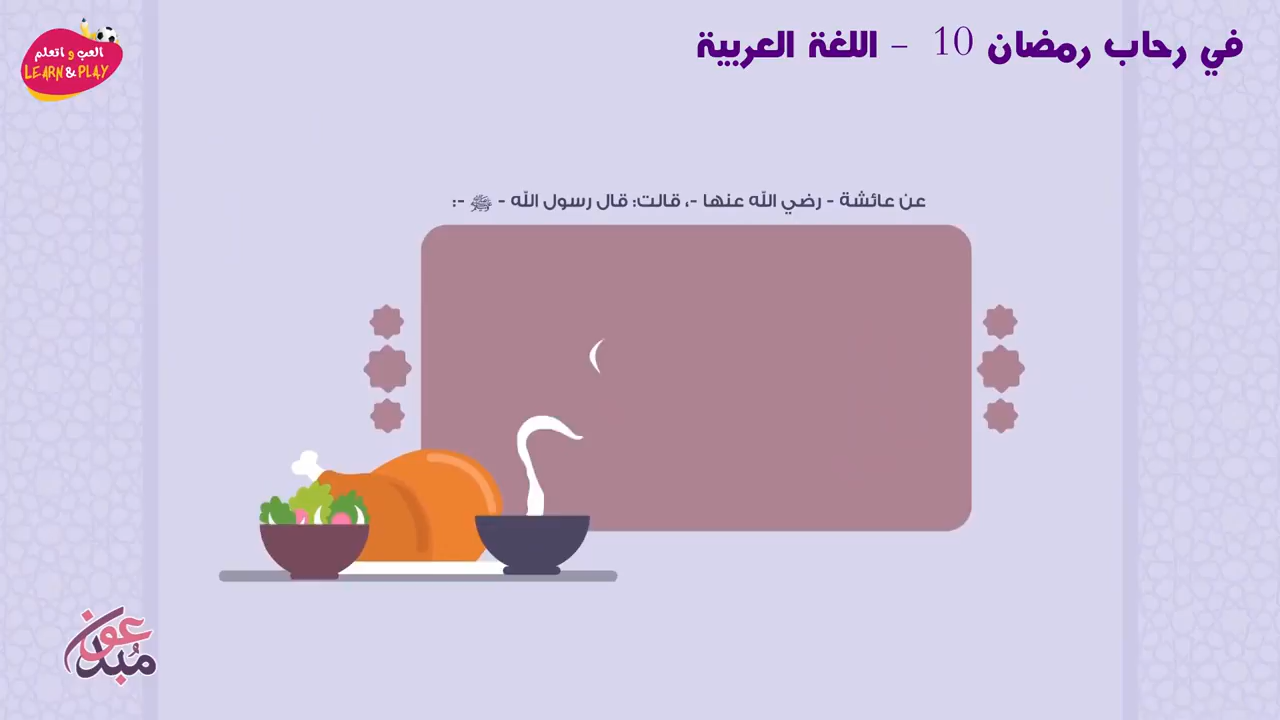 في رحاب رمضان 10 - اللغة العربية
العب و اتعلم
LEARN & PLAY
عن عائشة - رضي الله عنها -، قالت: قال رسول الله - ﷺ -:
)
مُبدعون